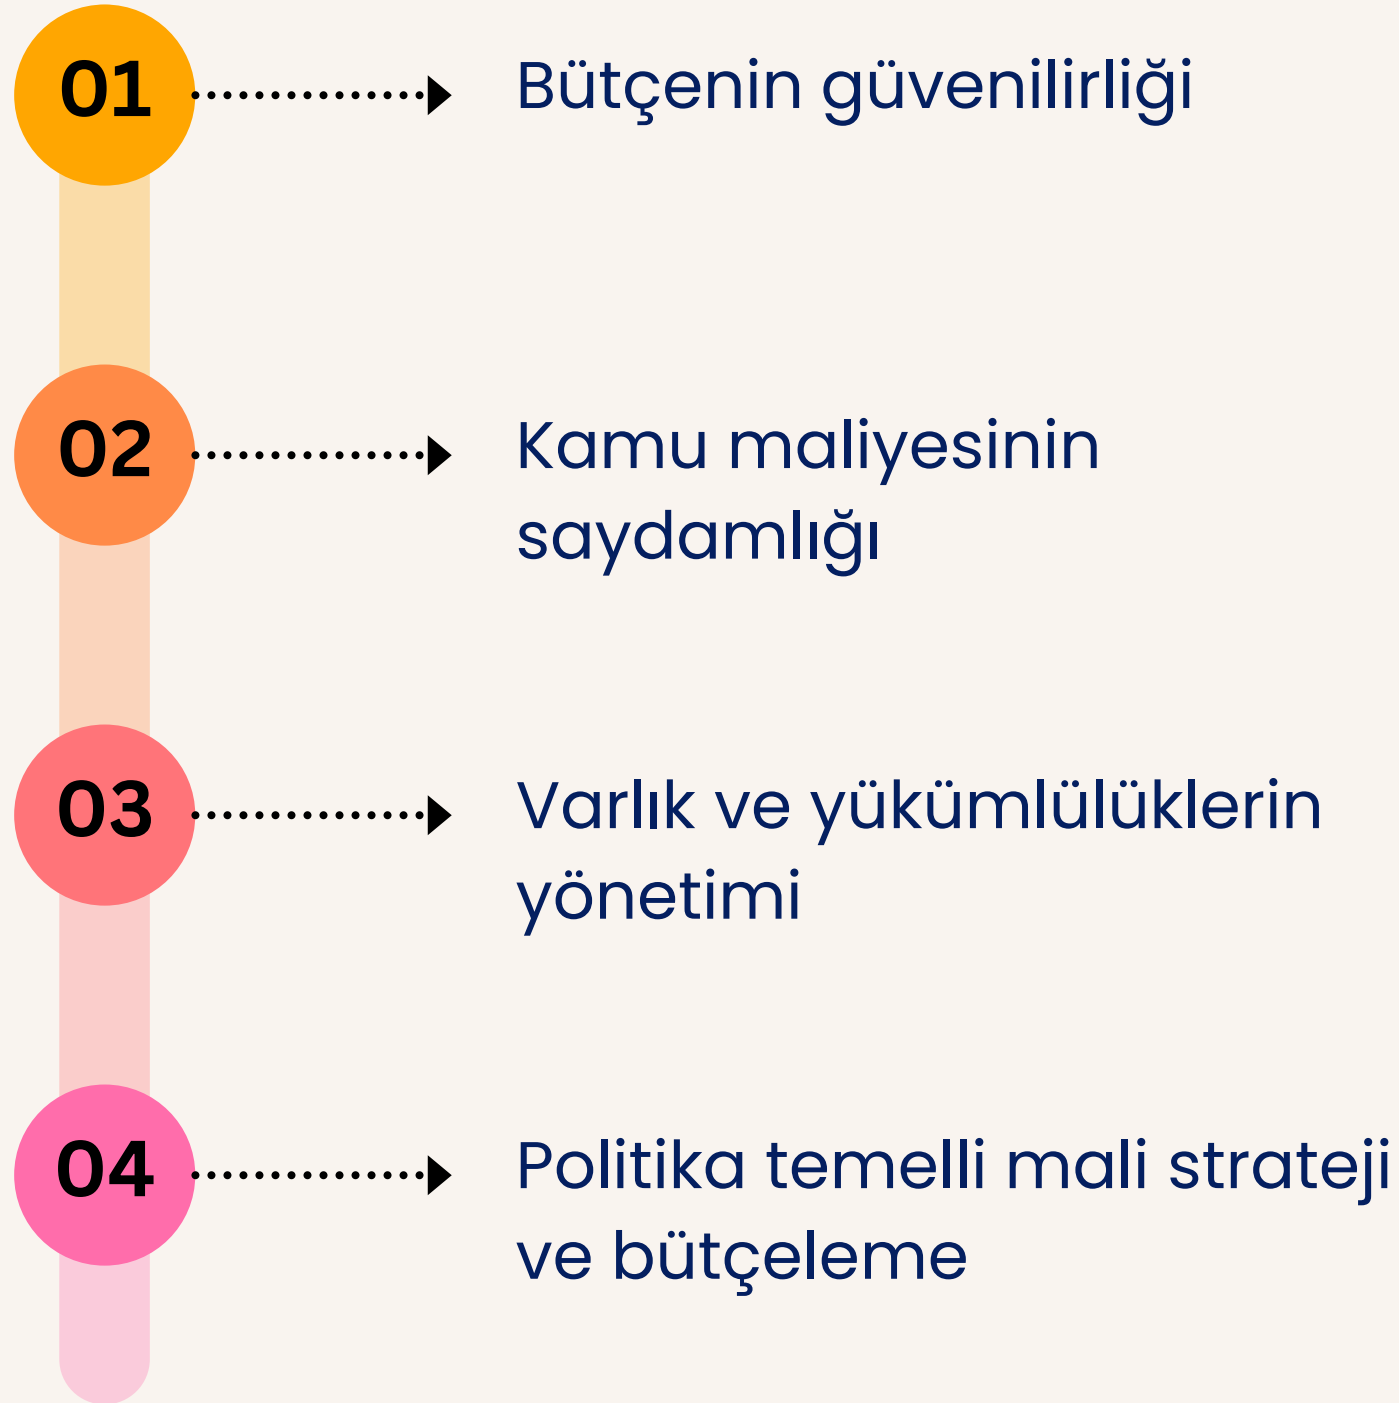 01
Bütçenin güvenilirliği
02
Kamu maliyesinin
saydamlığı
03
Varlık ve yükümlülüklerin
yönetimi
04
Politika temelli mali strateji
ve bütçeleme